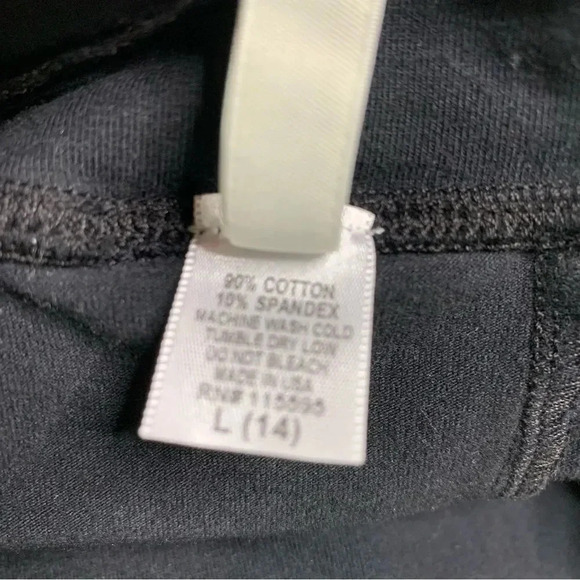 90% COTTON
10% SPANDEX
MACHINE WASH COLD
TUMBLE DRY LOW
DO NOT BLEACH
MADE IN USA
RN# 115595
L (14)